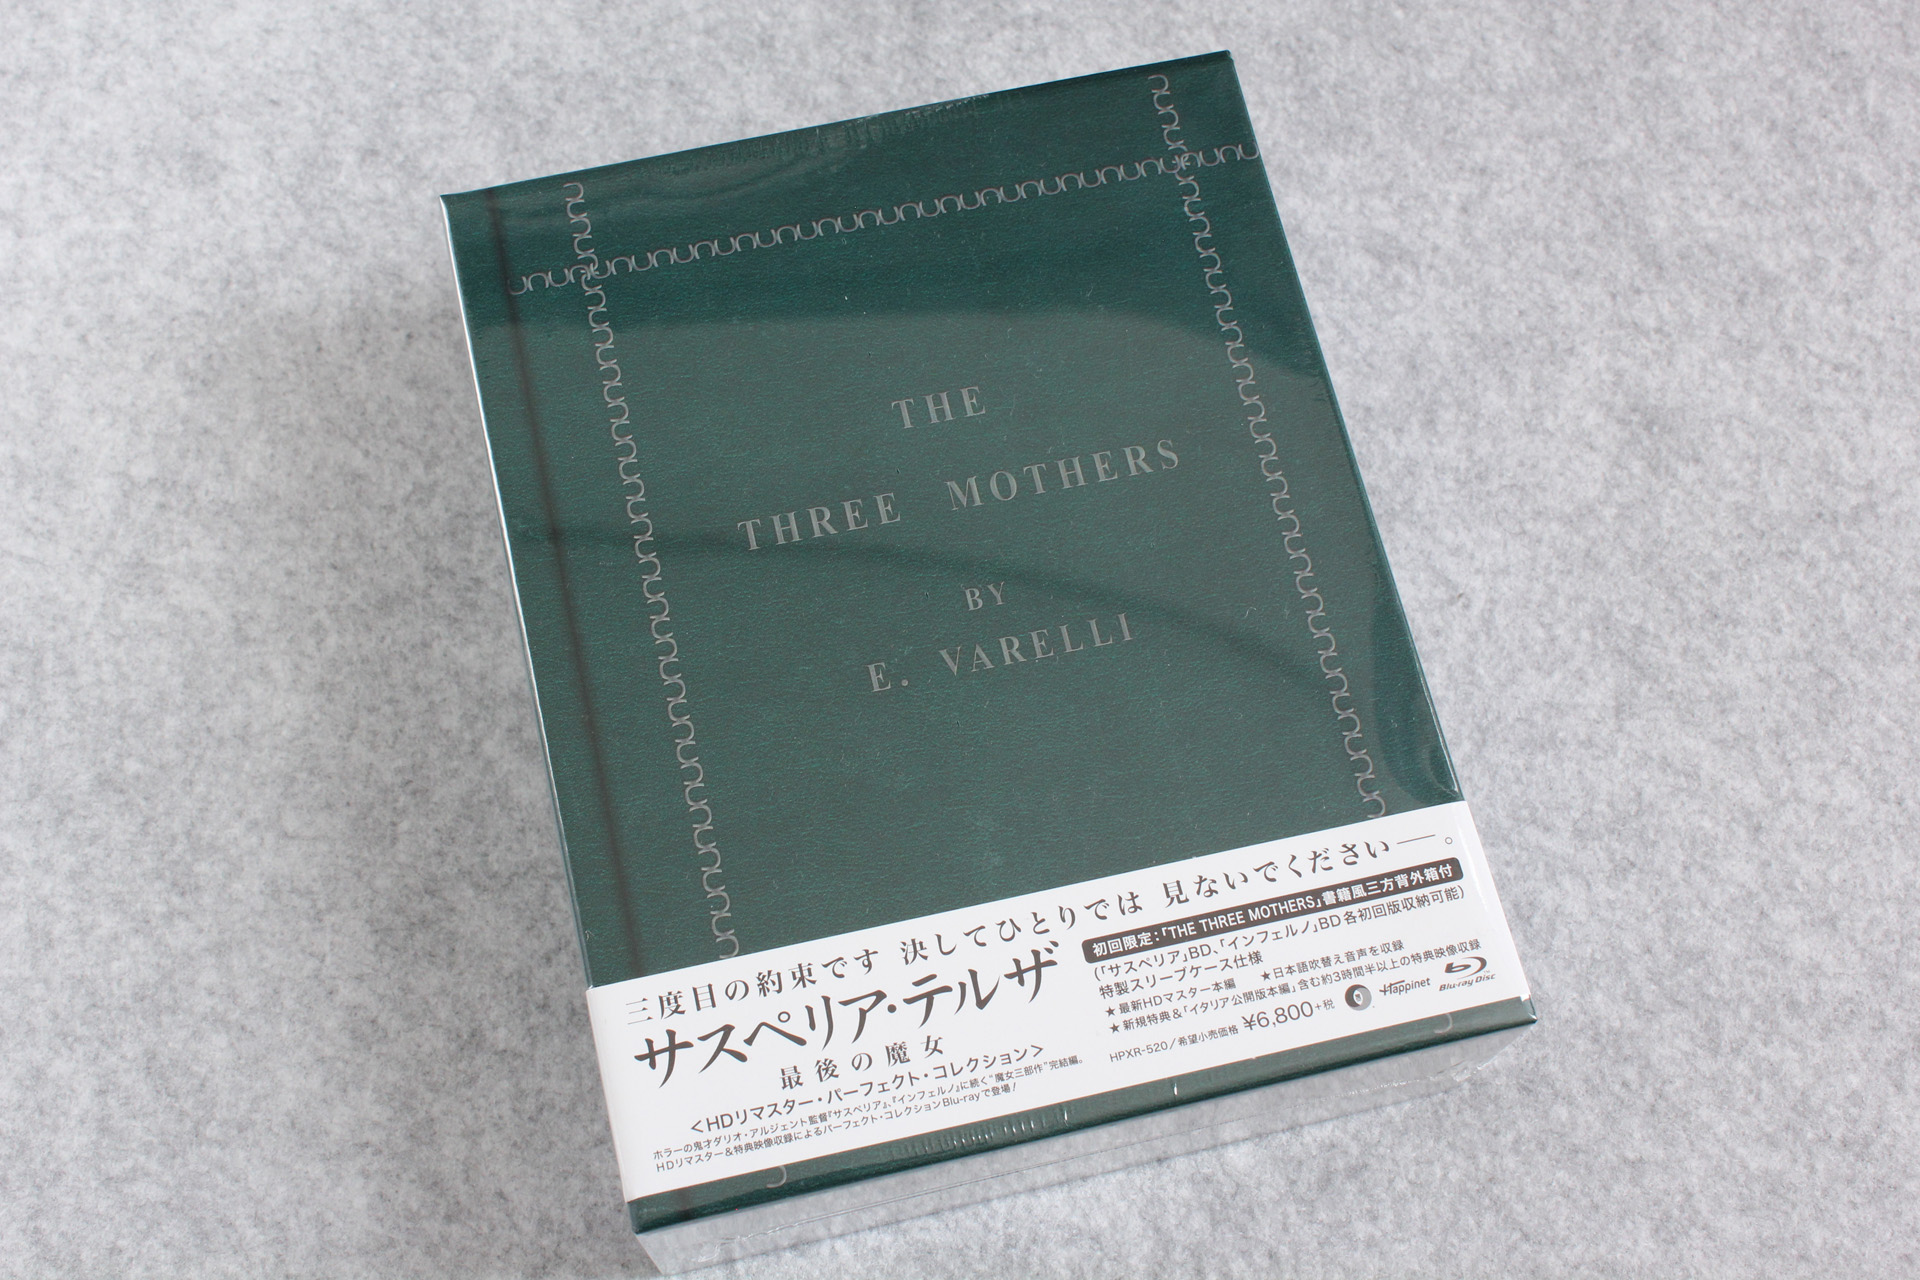 THE
THREE MOTHERS
BY
E. VARELLI
三度目の約束です 決してひとりでは 見ないでください──。
サスペリア・テルザ
最後の魔女
<HDリマスター・パーフェクト・コレクション>
ホラーの鬼才ダリオ・アルジェント監督『サスペリア』、『インフェルノ』に続く“魔女三部作”完結編。
HDリマスター&特典映像収録によるパーフェクト・コレクションBlu-rayで登場!
初回限定:「THE THREE MOTHERS」書籍風三方背外箱付
(「サスペリア」BD、「インフェルノ」BD各初回版収納可能)
特製スリーブケース仕様
★最新HDマスター本編 ★日本語吹替え音声を収録
★新規特典&「イタリア公開版本編」含む約3時間半以上の特典映像収録
HPXR-520/希望小売価格 ¥6,800+税 Happinet Blu-ray Disc